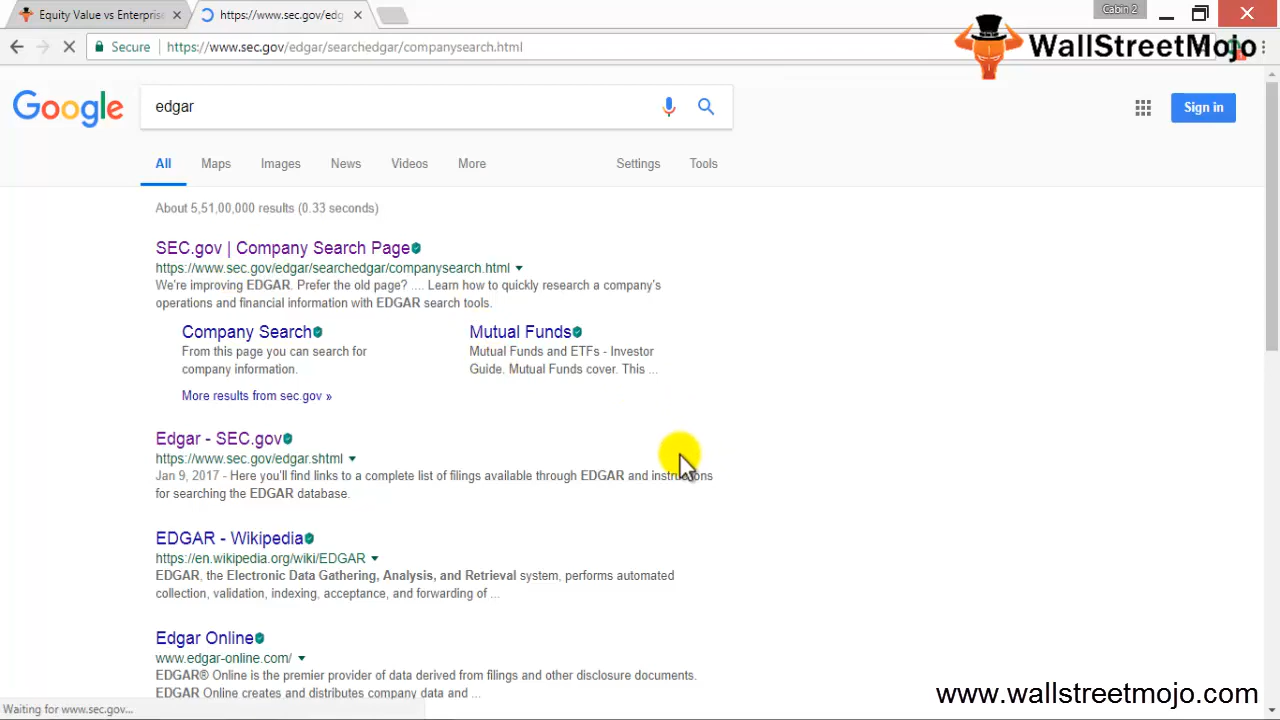 Equity Value vs Enterprise
https://www.sec.gov/edg
Cabin 2
Secure
https://www.sec.gov/edgar/searchedgar/companysearch.html
WallStreetMojo
Google
edgar
Sign in
All
Maps
Images
News
Videos
More
Settings
Tools
About 5,51,00,000 results (0.33 seconds)
SEC.gov | Company Search Page
https://www.sec.gov/edgar/searchedgar/companysearch.html
We're improving EDGAR. Prefer the old page? .... Learn how to quickly research a company's
operations and financial information with EDGAR search tools.
Company Search
From this page you can search for
company information.
Mutual Funds
Mutual Funds and ETFs - Investor
Guide. Mutual Funds cover. This ...
More results from sec.gov »
Edgar - SEC.gov
https://www.sec.gov/edgar.shtml
Jan 9, 2017 - Here you'll find links to a complete list of filings available through EDGAR and instructions
for searching the EDGAR database.
EDGAR - Wikipedia
https://en.wikipedia.org/wiki/EDGAR
EDGAR, the Electronic Data Gathering, Analysis, and Retrieval system, performs automated
collection, validation, indexing, acceptance, and forwarding of ...
Edgar Online
www.edgar-online.com/
EDGAR® Online is the premier provider of data derived from filings and other disclosure documents.
EDGAR Online creates and distributes company data and ...
Waiting for www.sec.gov...
www.wallstreetmojo.com